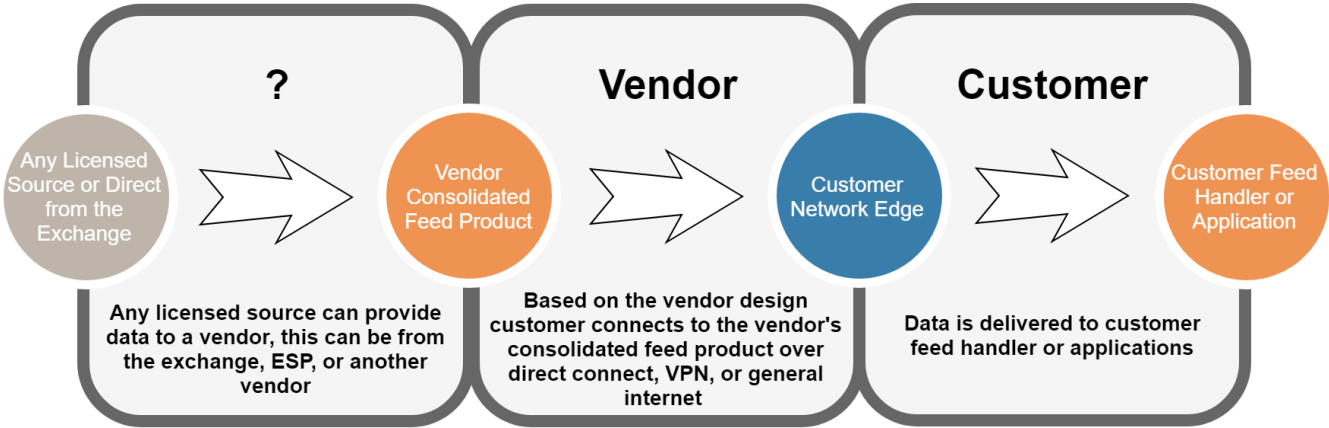 ?
Vendor
Customer
Any Licensed
Source or Direct
from the
Exchange
Vendor
Consolidated
Feed Product
Customer
Network Edge
Customer Feed
Handler or
Application
Any licensed source can provide
data to a vendor, this can be from
the exchange, ESP, or another
vendor
Based on the vendor design
customer connects to the vendor's
consolidated feed product over
direct connect, VPN, or general
internet
Data is delivered to customer
feed handler or applications